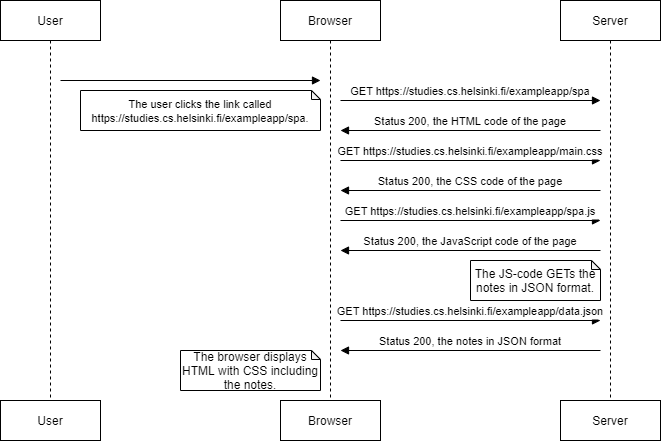 User
Browser
Server
The user clicks the link called
https://studies.cs.helsinki.fi/exampleapp/spa.
GET https://studies.cs.helsinki.fi/exampleapp/spa
Status 200, the HTML code of the page
GET https://studies.cs.helsinki.fi/exampleapp/main.css
Status 200, the CSS code of the page
GET https://studies.cs.helsinki.fi/exampleapp/spa.js
Status 200, the JavaScript code of the page
The JS-code GETs the
notes in JSON format.
GET https://studies.cs.helsinki.fi/exampleapp/data.json
Status 200, the notes in JSON format
The browser displays
HTML with CSS including
the notes.
User
Browser
Server